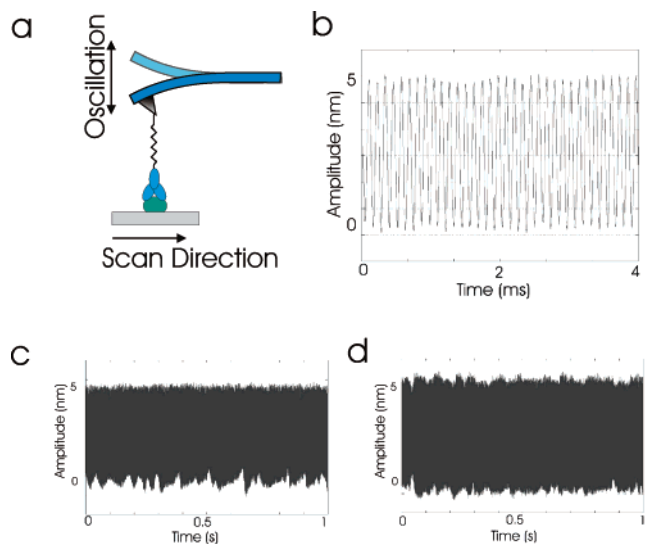 a
Oscillation
Scan Direction
b
Amplitude (nm)
5
0
0
2
4
Time (ms)
c
Amplitude (nm)
5
0
0
0.5
1
Time (s)
d
Amplitude (nm)
5
0
0
0.5
1
Time (s)